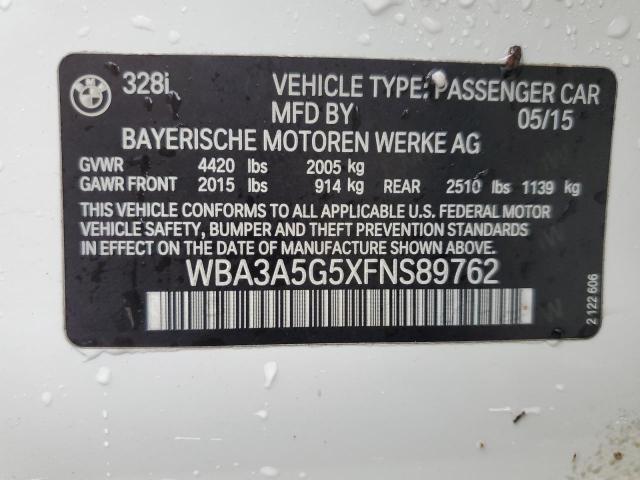 328i VEHICLE TYPE: PASSENGER CAR
MFD BY 05/15
BAYERISCHE MOTOREN WERKE AG
GVWR 4420 lbs 2005 kg
GAWR FRONT 2015 lbs 914 kg REAR 2510 lbs 1139 kg
THIS VEHICLE CONFORMS TO ALL APPLICABLE U.S. FEDERAL MOTOR
VEHICLE SAFETY, BUMPER AND THEFT PREVENTION STANDARDS
IN EFFECT ON THE DATE OF MANUFACTURE SHOWN ABOVE.
WBA3A5G5XFNS89762
2 122 606